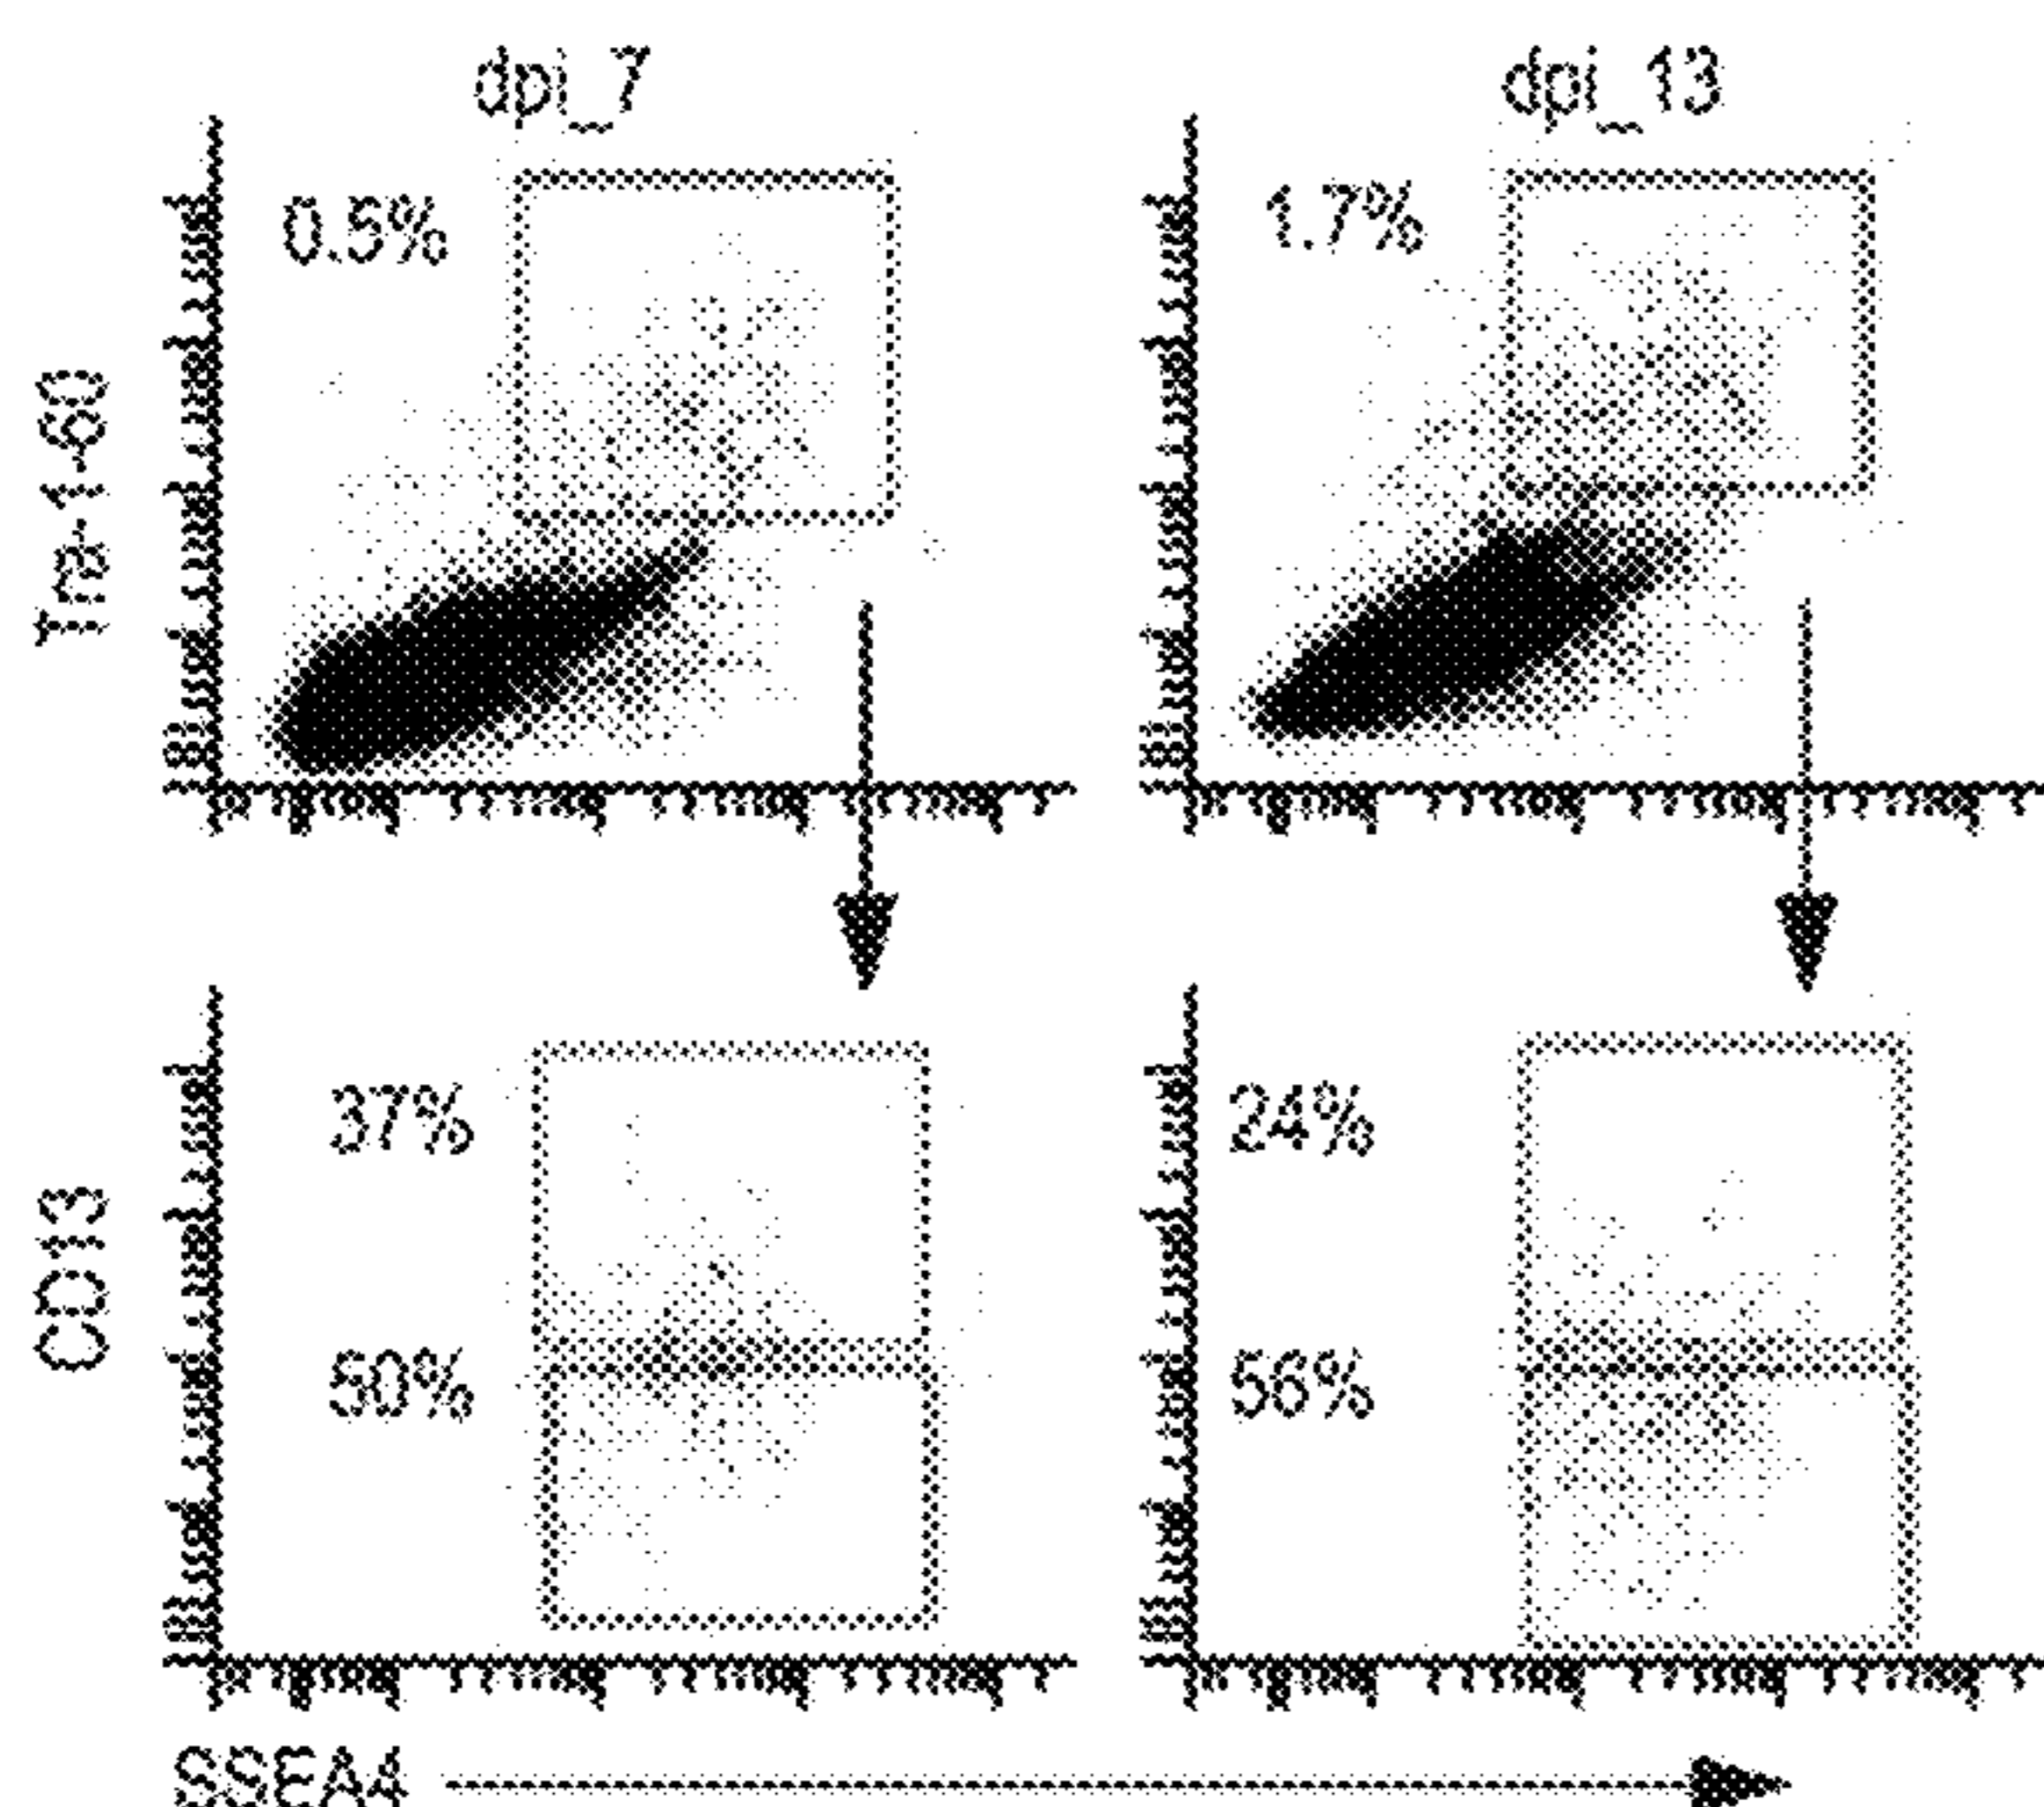 dpi_7 dpi_13
0.5% 1.7%
Tra-1-60
37% 24%
CD13
50% 56%
SSEA4